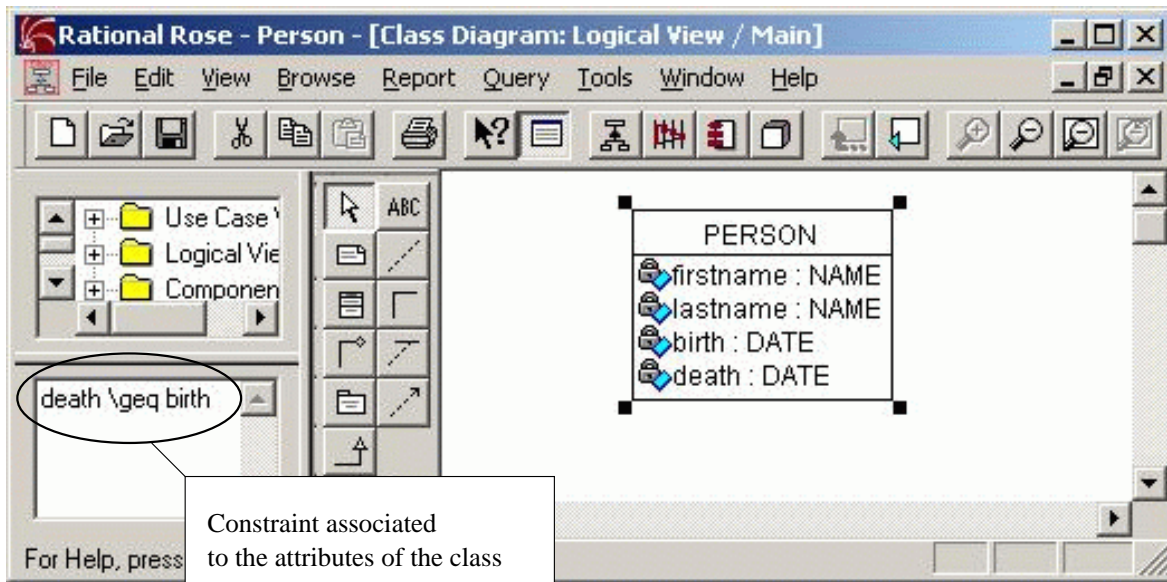 Rational Rose - Person - [Class Diagram: Logical View / Main]
File Edit View Browse Report Query Tools Window Help
ABC
Use Case
Logical Vie
Componen
PERSON
firstname : NAME
lastname : NAME
birth : DATE
death : DATE
death \geq birth
Constraint associated
to the attributes of the class
For Help, press